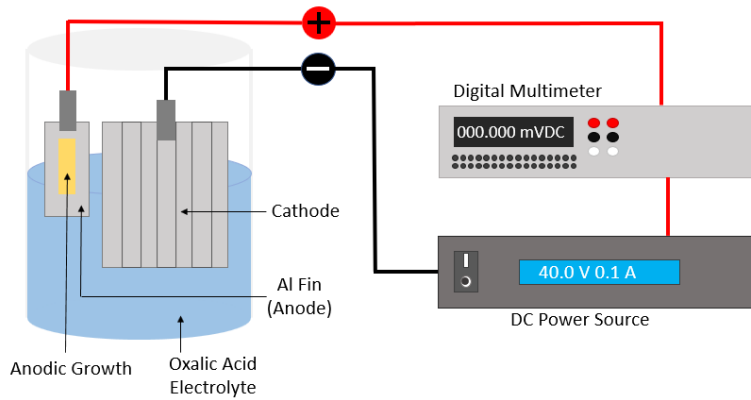 +
−
Digital Multimeter
000.000 mVDC
Cathode
40.0 V 0.1 A
Al Fin
(Anode)
DC Power Source
Anodic Growth
Oxalic Acid
Electrolyte